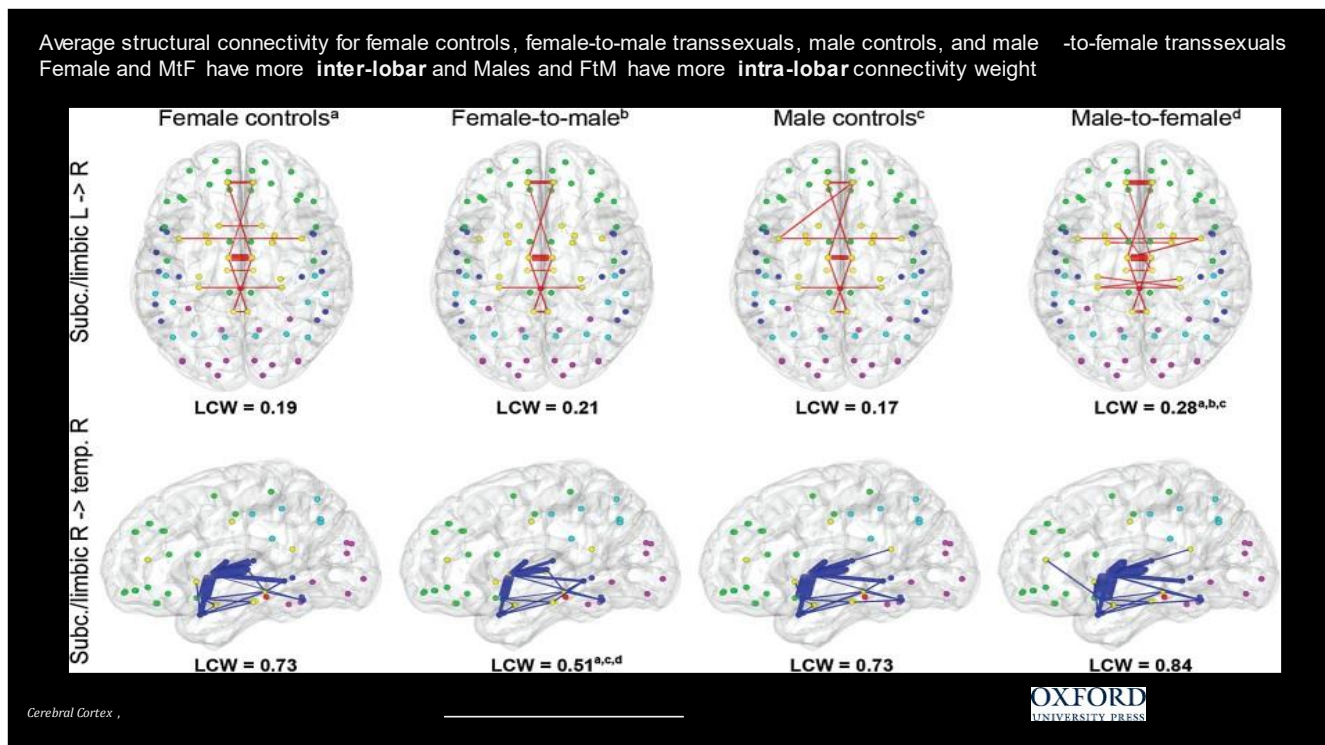 Average structural connectivity for female controls, female-to-male transsexuals, male controls, and male -to-female transsexuals
Female and MtF have more inter-lobar and Males and FtM have more intra-lobar connectivity weight
Female controlsᵃ Female-to-maleᵇ Male controlsᶜ Male-to-femaleᵈ
Subc./limbic L -> R
LCW = 0.19 LCW = 0.21 LCW = 0.17 LCW = 0.28ᵃ,ᵇ,ᶜ
Subc./limbic R -> temp. R
LCW = 0.73 LCW = 0.51ᵃ,ᶜ,ᵈ LCW = 0.73 LCW = 0.84
Cerebral Cortex ,
OXFORD
UNIVERSITY PRESS